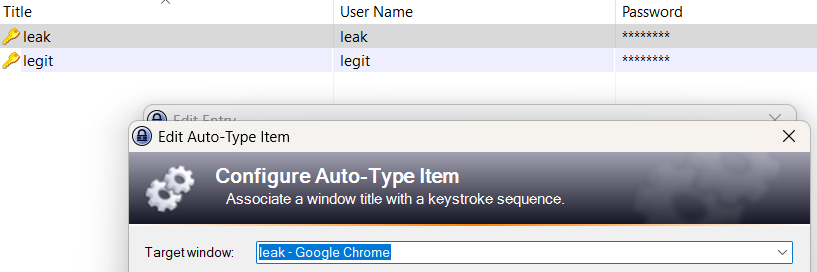 Title User Name Password
leak leak ********
legit legit ********
Edit Entry
Edit Auto-Type Item
Configure Auto-Type Item
Associate a window title with a keystroke sequence.
Target window: leak - Google Chrome